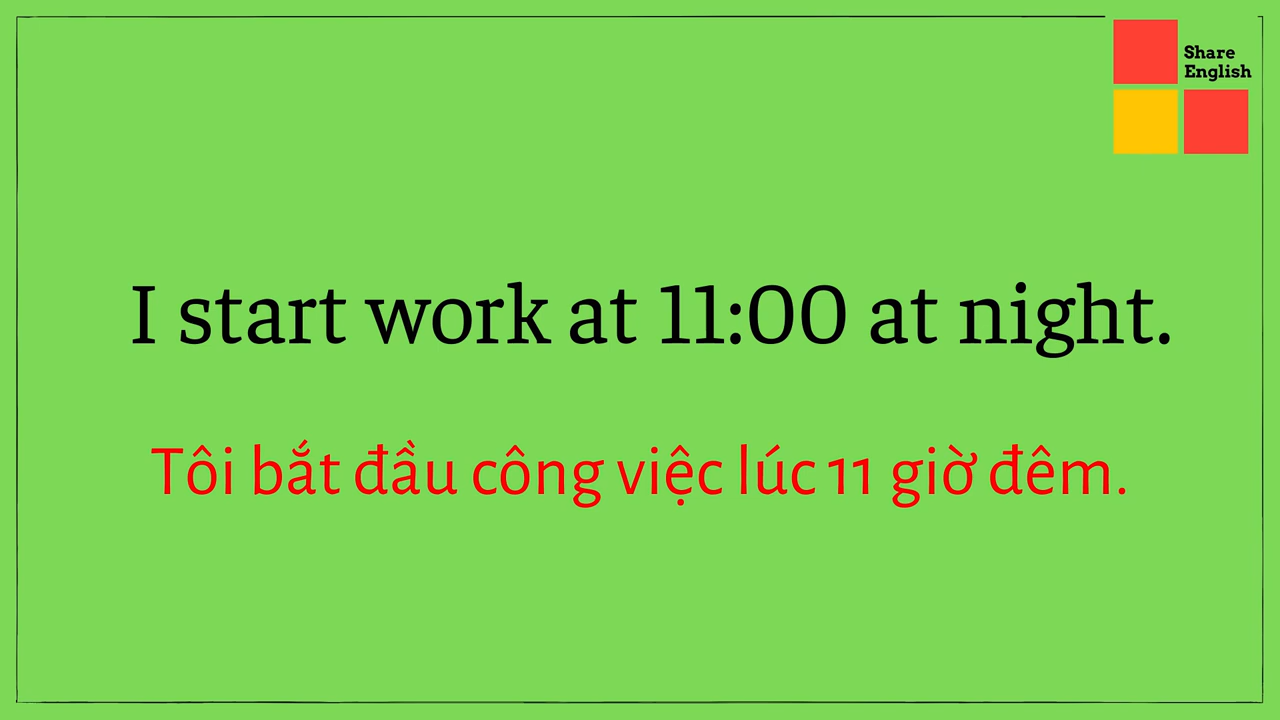 Share
English
I start work at 11:00 at night.
Tôi bắt đầu công việc lúc 11 giờ đêm.